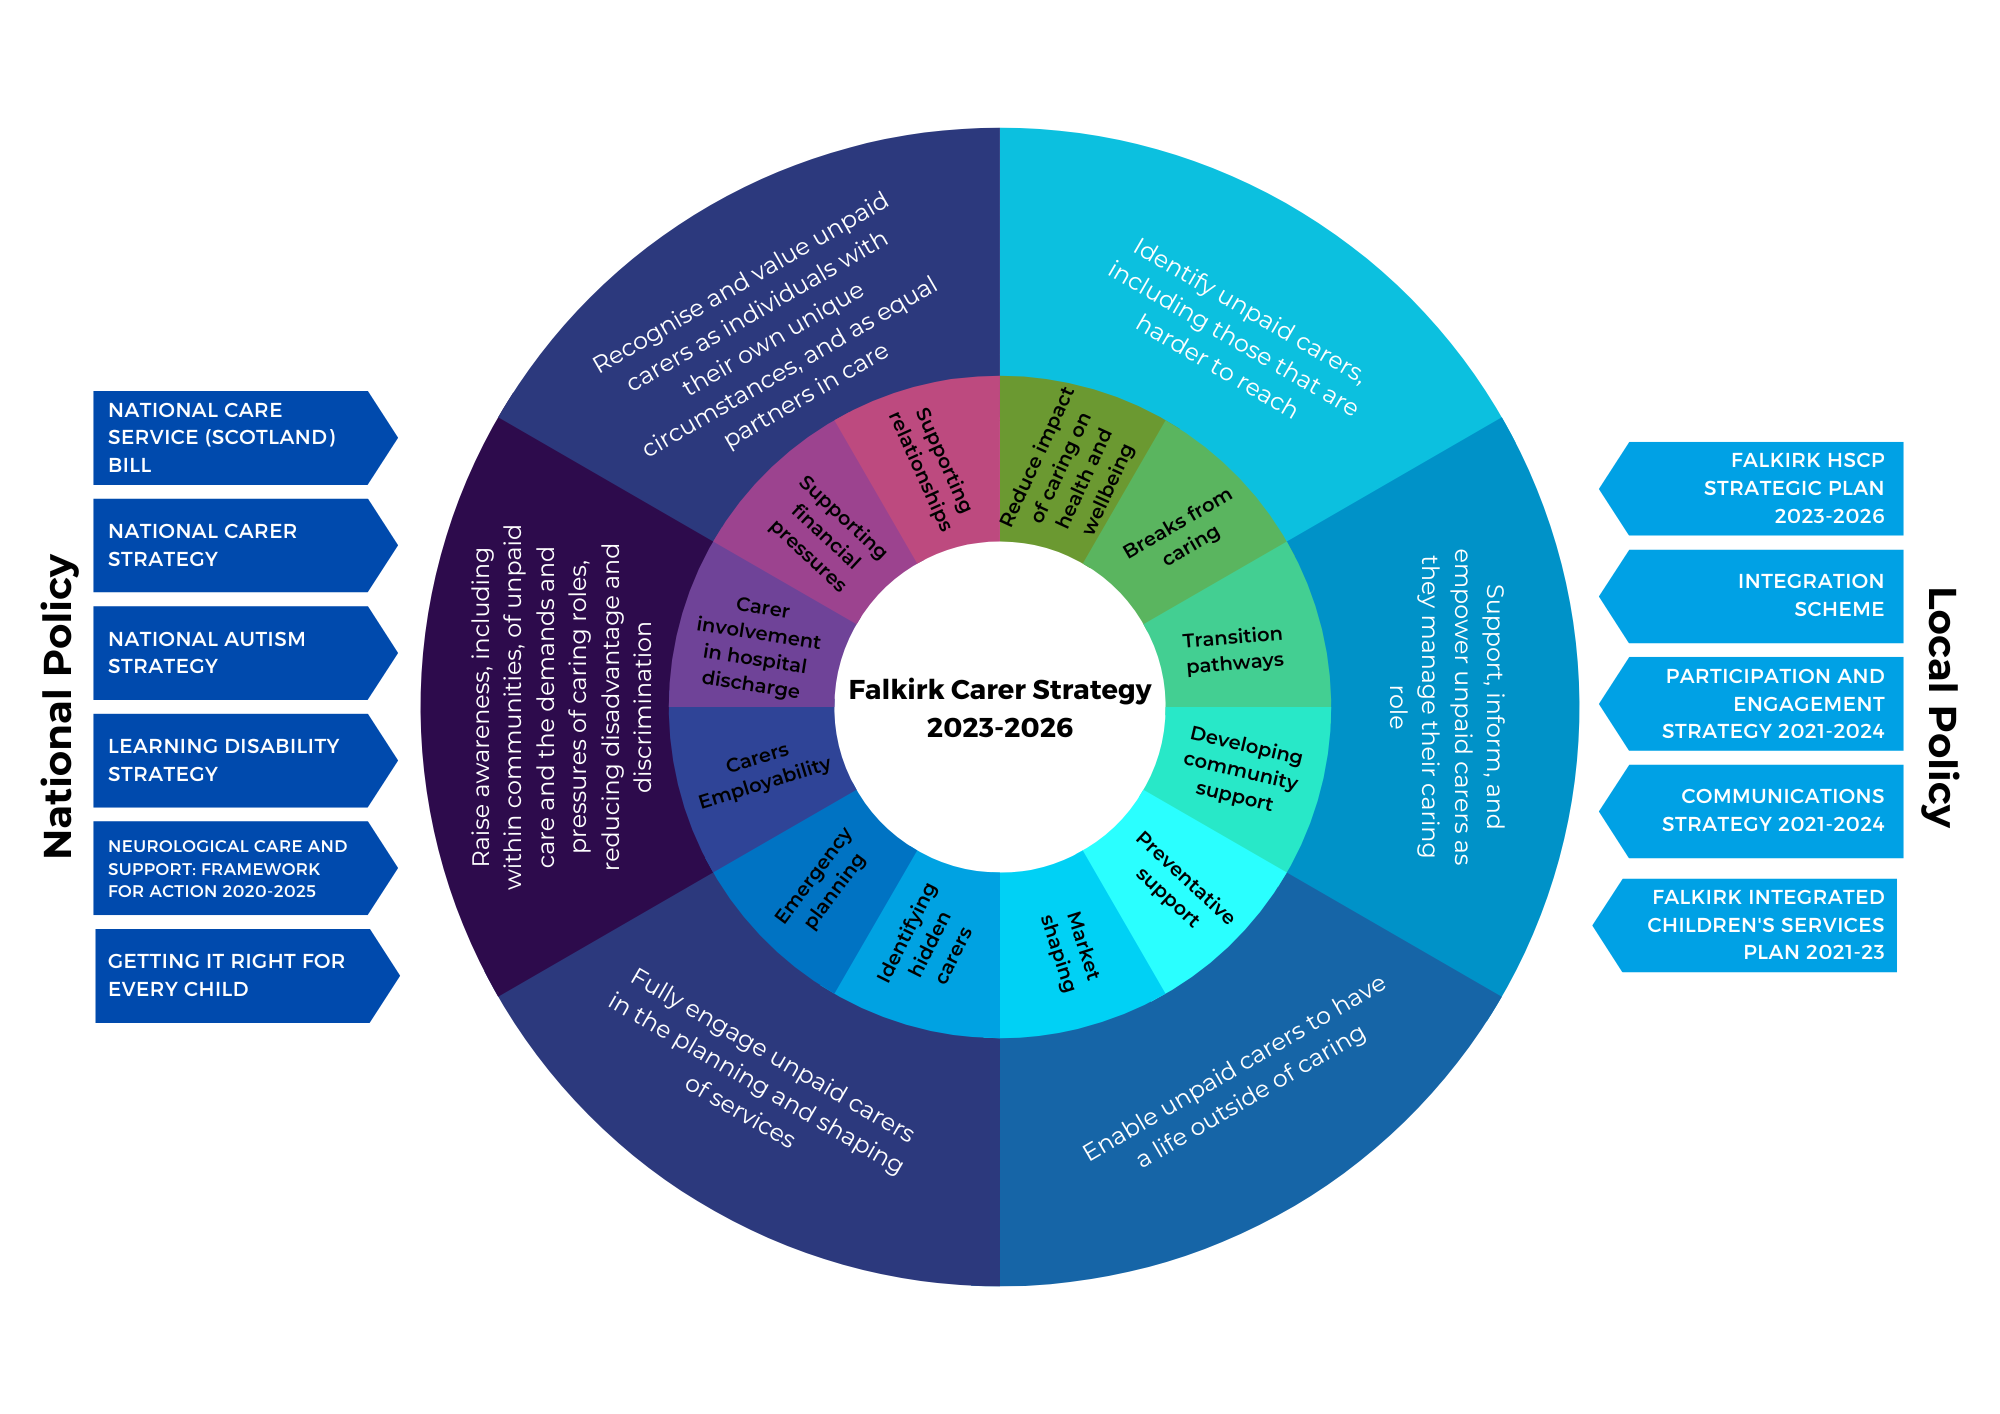 National Policy
NATIONAL CARE
SERVICE (SCOTLAND)
BILL
NATIONAL CARER
STRATEGY
NATIONAL AUTISM
STRATEGY
LEARNING DISABILITY
STRATEGY
NEUROLOGICAL CARE AND
SUPPORT: FRAMEWORK
FOR ACTION 2020-2025
GETTING IT RIGHT FOR
EVERY CHILD
Recognise and value unpaid
carers as individuals with
their own unique
circumstances, and as equal
partners in care
Identify unpaid carers,
including those that are
harder to reach
Support, inform, and
empower unpaid carers as
they manage their caring
role
Enable unpaid carers to have
a life outside of caring
Fully engage unpaid carers
in the planning and shaping
of services
Raise awareness, including
within communities, of unpaid
care and the demands and
pressures of caring roles,
reducing disadvantage and
discrimination
Reduce impact
of caring on
health and
wellbeing
Breaks from
caring
Transition
pathways
Developing
community
support
Preventative
support
Market
shaping
Identifying
hidden
carers
Emergency
planning
Carers
Employability
Carer
involvement
in hospital
discharge
Supporting
financial
pressures
Supporting
relationships
Falkirk Carer Strategy
2023-2026
Local Policy
FALKIRK HSCP
STRATEGIC PLAN
2023-2026
INTEGRATION
SCHEME
PARTICIPATION AND
ENGAGEMENT
STRATEGY 2021-2024
COMMUNICATIONS
STRATEGY 2021-2024
FALKIRK INTEGRATED
CHILDREN'S SERVICES
PLAN 2021-23